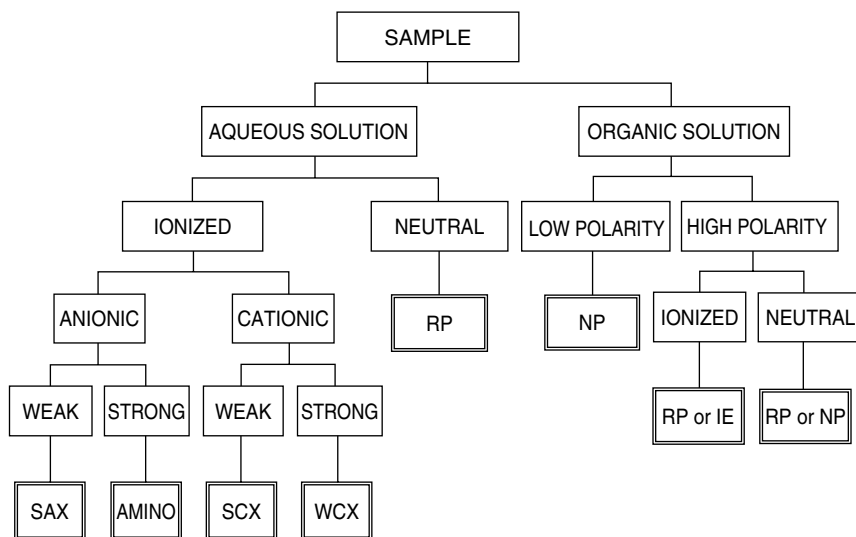 SAMPLE
AQUEOUS SOLUTION
ORGANIC SOLUTION
IONIZED
NEUTRAL
LOW POLARITY
HIGH POLARITY
ANIONIC
CATIONIC
RP
NP
IONIZED
NEUTRAL
WEAK
STRONG
WEAK
STRONG
RP or IE
RP or NP
SAX
AMINO
SCX
WCX